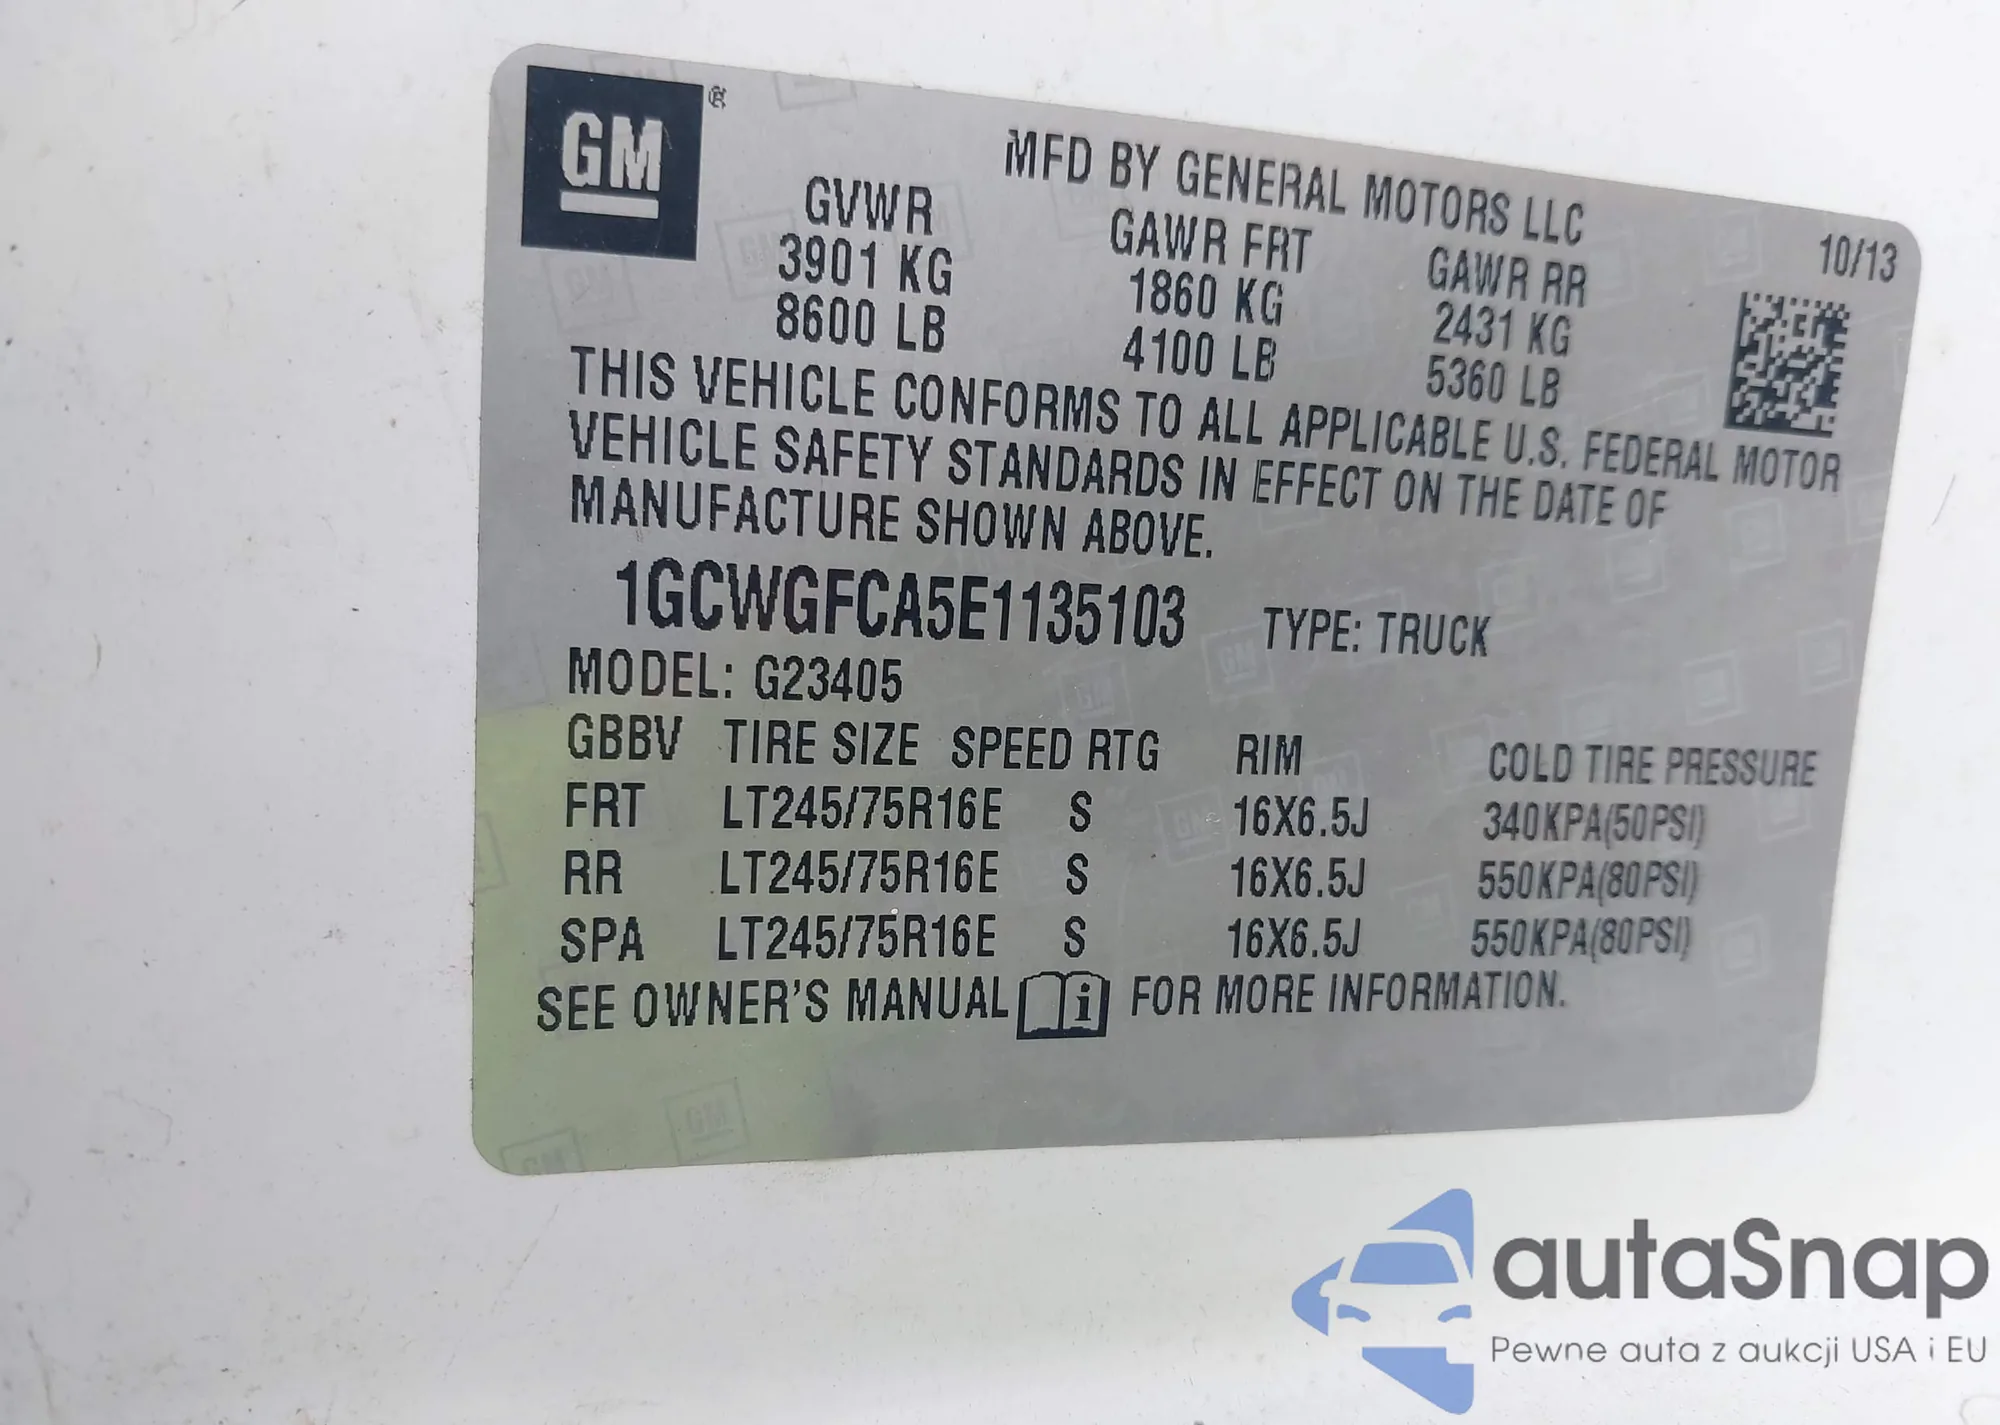 GM ®
MFD BY GENERAL MOTORS LLC
10/13
GVWR GAWR FRT GAWR RR
3901 KG 1860 KG 2431 KG
8600 LB 4100 LB 5360 LB
THIS VEHICLE CONFORMS TO ALL APPLICABLE U.S. FEDERAL MOTOR
VEHICLE SAFETY STANDARDS IN EFFECT ON THE DATE OF
MANUFACTURE SHOWN ABOVE.
1GCWGFCA5E1135103 TYPE: TRUCK
MODEL: G23405
GBBV TIRE SIZE SPEED RTG RIM COLD TIRE PRESSURE
FRT LT245/75R16E S 16X6.5J 340KPA(50PSI)
RR LT245/75R16E S 16X6.5J 550KPA(80PSI)
SPA LT245/75R16E S 16X6.5J 550KPA(80PSI)
SEE OWNER'S MANUAL i FOR MORE INFORMATION.
autaSnap
Pewne auta z aukcji USA i EU